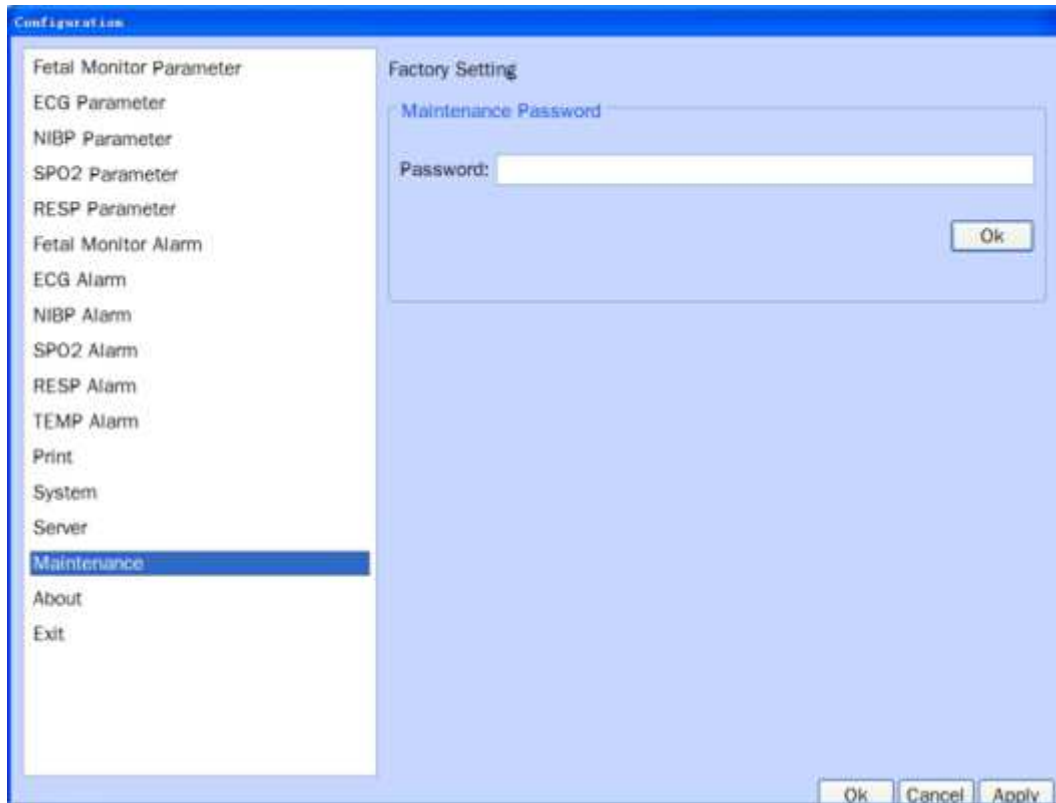 Configuration
Fetal Monitor Parameter
ECG Parameter
NIBP Parameter
SPO2 Parameter
RESP Parameter
Fetal Monitor Alarm
ECG Alarm
NIBP Alarm
SPO2 Alarm
RESP Alarm
TEMP Alarm
Print
System
Server
Maintenance
About
Exit
Factory Setting
Maintenance Password
Password:
Ok
Ok Cancel Apply